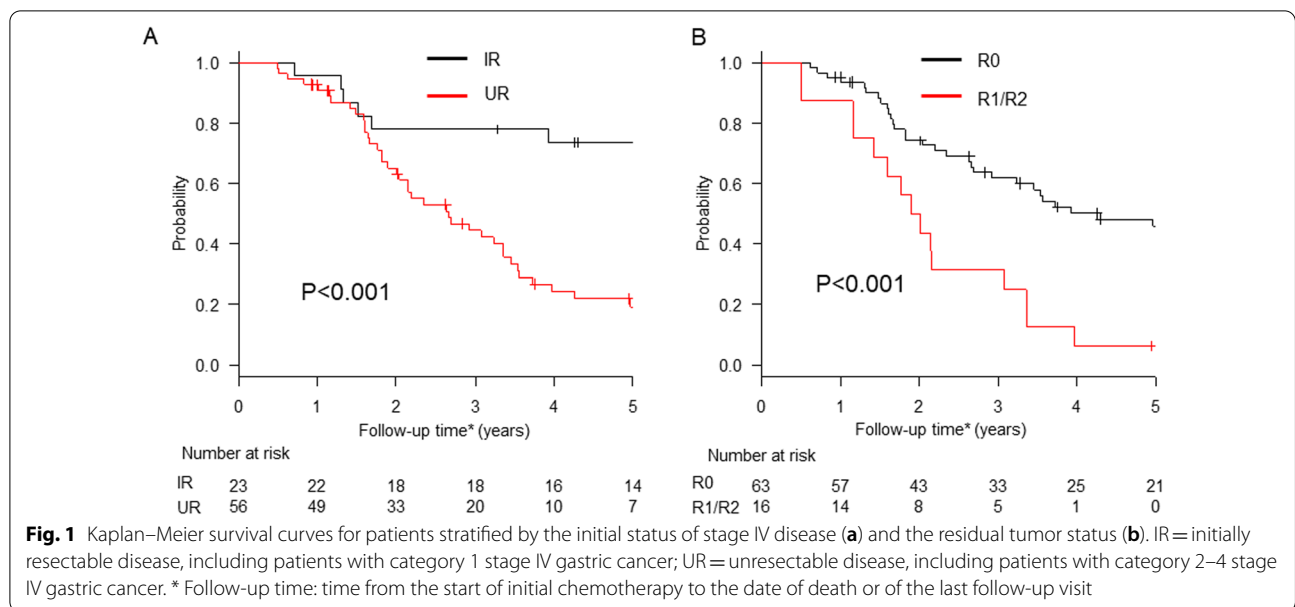 A
IR
UR
1.0
0.8
0.6
0.4
0.2
0.0
Probability
P<0.001
0 1 2 3 4 5
Follow-up time* (years)
Number at risk
IR 23 22 18 18 16 14
UR 56 49 33 20 10 7
B
R0
R1/R2
1.0
0.8
0.6
0.4
0.2
0.0
Probability
P<0.001
0 1 2 3 4 5
Follow-up time* (years)
Number at risk
R0 63 57 43 33 25 21
R1/R2 16 14 8 5 1 0
Fig. 1 Kaplan–Meier survival curves for patients stratified by the initial status of stage IV disease (a) and the residual tumor status (b). IR = initially
resectable disease, including patients with category 1 stage IV gastric cancer; UR = unresectable disease, including patients with category 2–4 stage
IV gastric cancer. * Follow-up time: time from the start of initial chemotherapy to the date of death or of the last follow-up visit